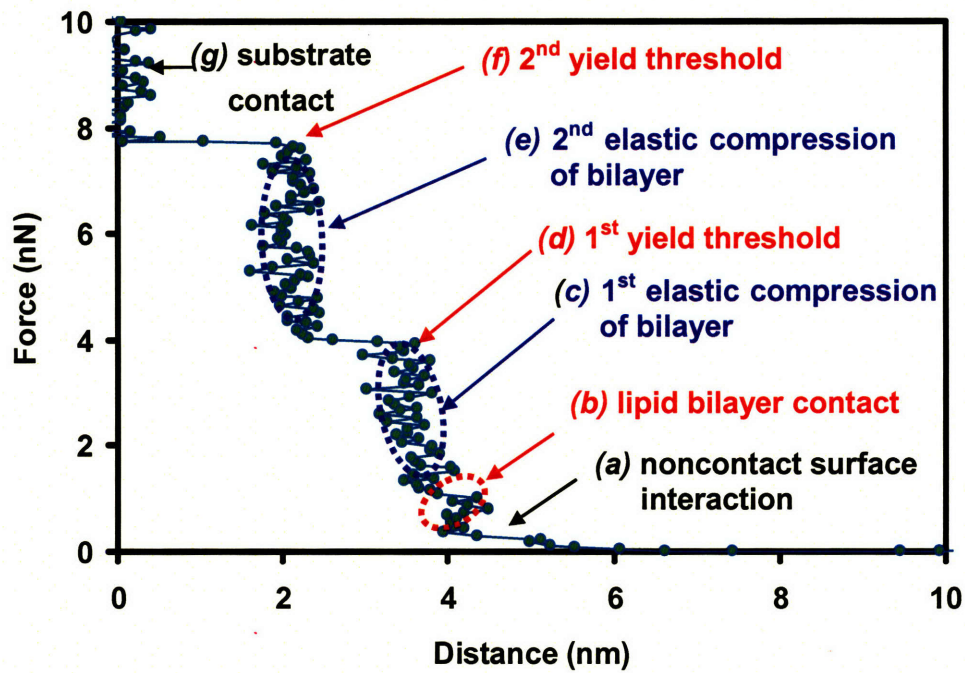 10
8
6
4
2
0
Force (nN)
(g) substrate
contact
(f) 2nd yield threshold
(e) 2nd elastic compression
of bilayer
(d) 1st yield threshold
(c) 1st elastic compression
of bilayer
(b) lipid bilayer contact
(a) noncontact surface
interaction
0 2 4 6 8 10
Distance (nm)